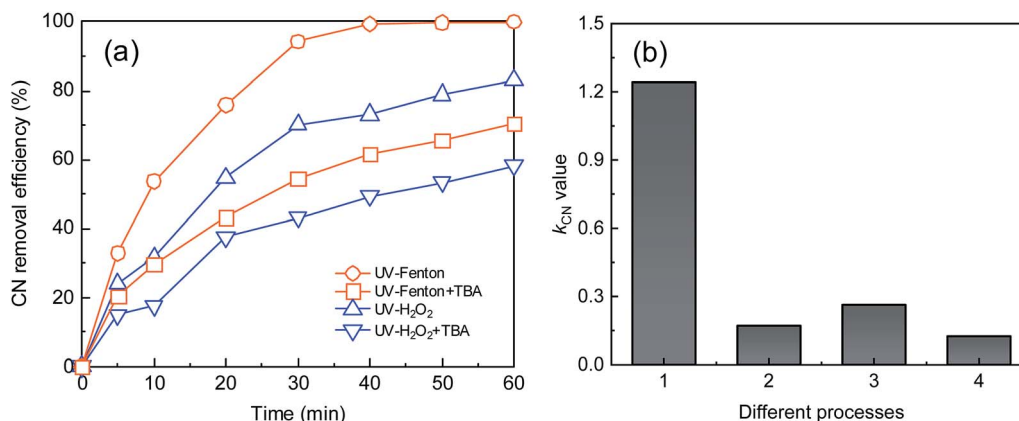 (a)
CN removal efficiency (%)
100
80
60
40
20
0
0 10 20 30 40 50 60
Time (min)
UV-Fenton
UV-Fenton+TBA
UV-H₂O₂
UV-H₂O₂+TBA
(b)
k_CN value
1.5
1.2
0.9
0.6
0.3
0.0
1 2 3 4
Different processes